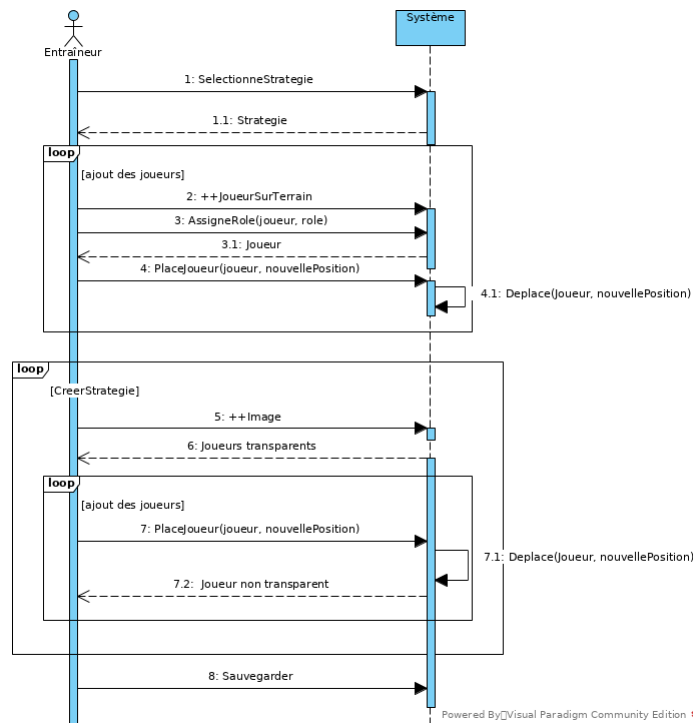 Système
Entraîneur
1: SelectionneStrategie
1.1: Strategie
loop
[ajout des joueurs]
2: ++JoueurSurTerrain
3: AssigneRole(joueur, role)
3.1: Joueur
4: PlaceJoueur(joueur, nouvellePosition)
4.1: Deplace(Joueur, nouvellePosition)
loop
[CreerStrategie]
5: ++Image
6: Joueurs transparents
loop
[ajout des joueurs]
7: PlaceJoueur(joueur, nouvellePosition)
7.1: Deplace(Joueur, nouvellePosition)
7.2: Joueur non transparent
8: Sauvegarder
Powered By Visual Paradigm Community Edition